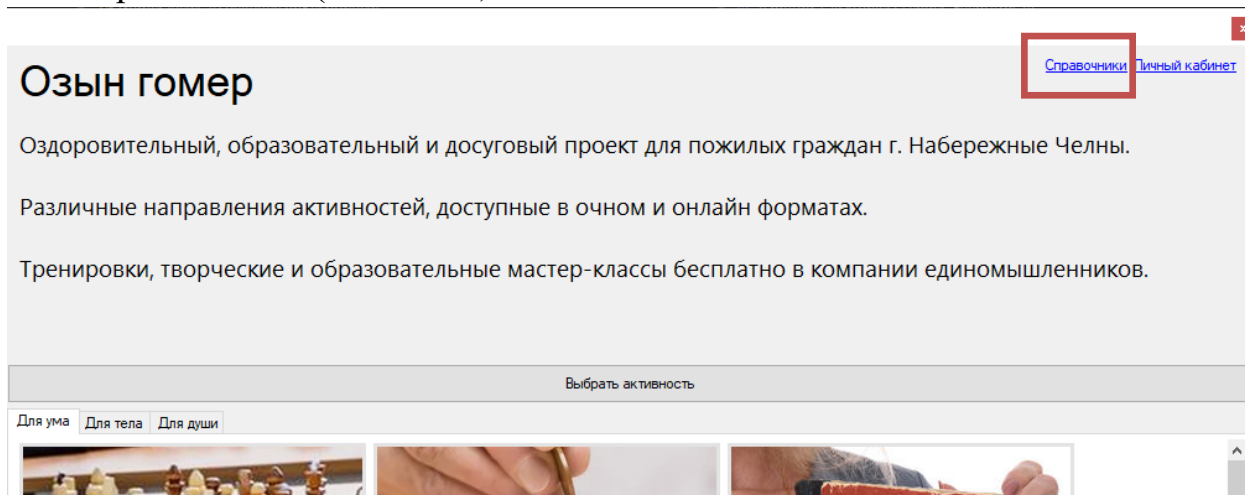 Озын гомер
Справочники Личный кабинет
Оздоровительный, образовательный и досуговый проект для пожилых граждан г. Набережные Челны.
Различные направления активностей, доступные в очном и онлайн форматах.
Тренировки, творческие и образовательные мастер-классы бесплатно в компании единомышленников.
Выбрать активность
Для ума Для тела Для души